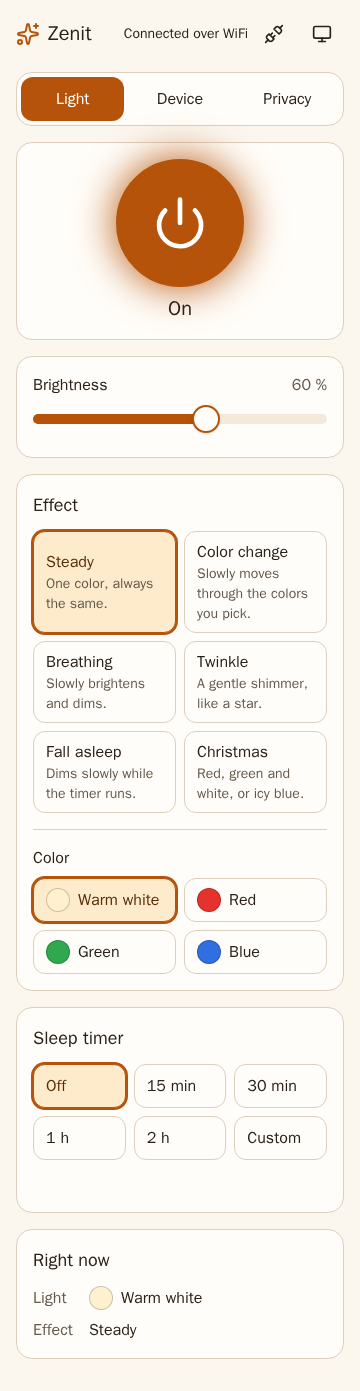 Zenit
Connected over WiFi
Light
Device
Privacy
On
Brightness
60 %
Effect
Steady
One color, always
the same.
Color change
Slowly moves
through the colors
you pick.
Breathing
Slowly brightens
and dims.
Twinkle
A gentle shimmer,
like a star.
Fall asleep
Dims slowly while
the timer runs.
Christmas
Red, green and
white, or icy blue.
Color
Warm white
Red
Green
Blue
Sleep timer
Off
15 min
30 min
1 h
2 h
Custom
Right now
Light
Warm white
Effect
Steady